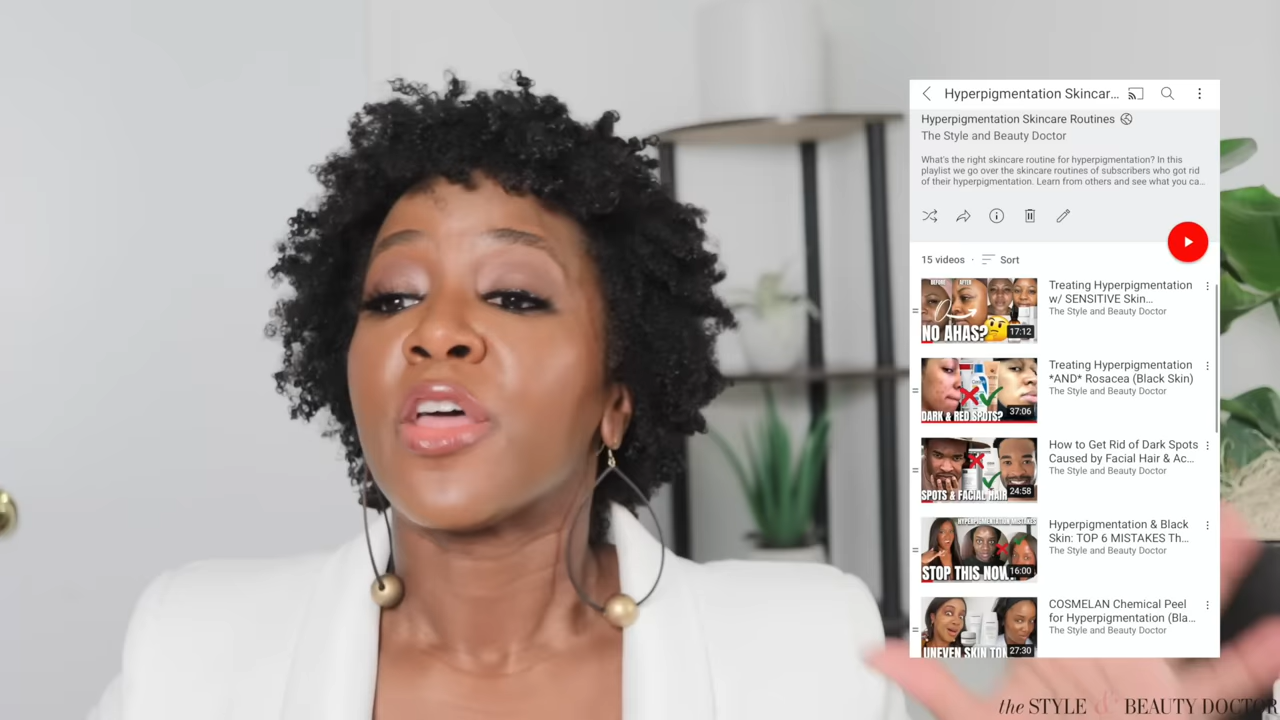 Hyperpigmentation Skincar...
Hyperpigmentation Skincare Routines
The Style and Beauty Doctor
What's the right skincare routine for hyperpigmentation? In this
playlist we go over the skincare routines of subscribers who got rid
of their hyperpigmentation. Learn from others and see what you ca...
15 videos · Sort
BEFORE AFTER
NO AHAS?
17:12
Treating Hyperpigmentation
w/ SENSITIVE Skin...
The Style and Beauty Doctor
DARK & RED SPOTS?
37:06
Treating Hyperpigmentation
*AND* Rosacea (Black Skin)
The Style and Beauty Doctor
SPOTS & FACIAL HAIR
24:58
How to Get Rid of Dark Spots
Caused by Facial Hair & Ac...
The Style and Beauty Doctor
HYPERPIGMENTATION MISTAKES
STOP THIS NOW.
16:00
Hyperpigmentation & Black
Skin: TOP 6 MISTAKES Th...
The Style and Beauty Doctor
UNEVEN SKIN TON
27:30
COSMELAN Chemical Peel
for Hyperpigmentation (Bla...
The Style and Beauty Doctor
the STYLE & BEAUTY DOCTOR